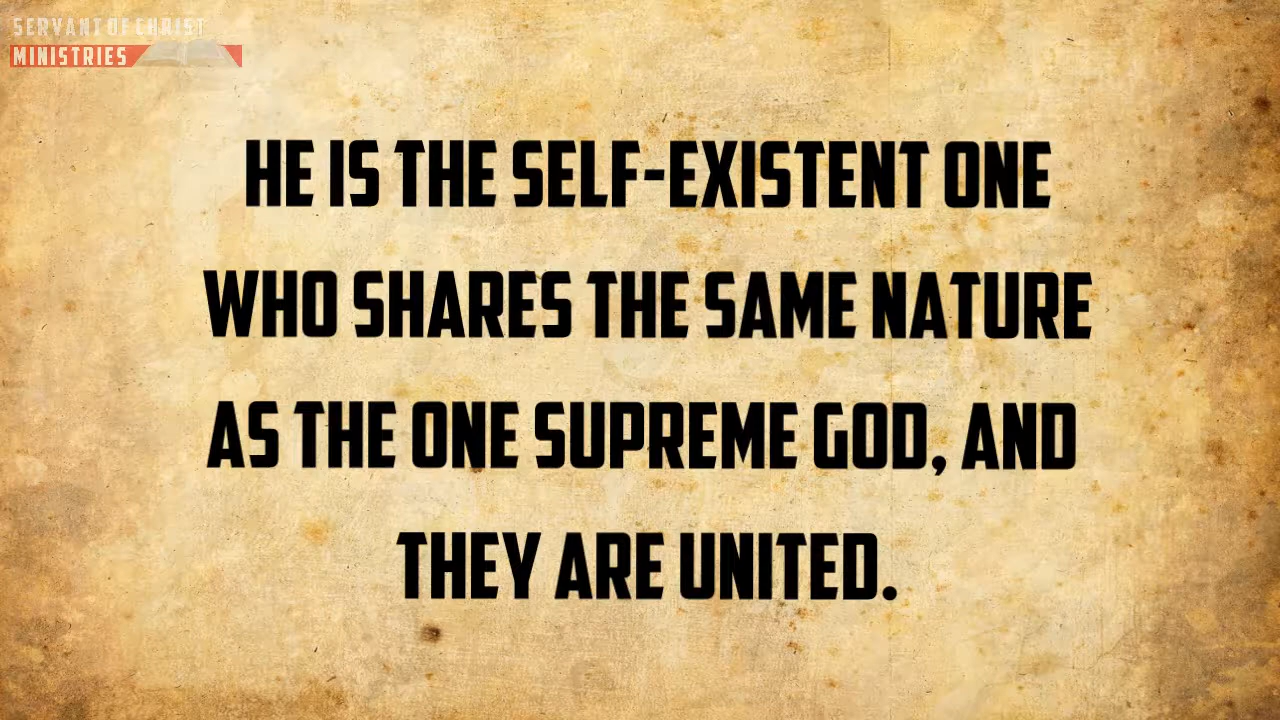 SERVANT OF CHRIST
MINISTRIES
HE IS THE SELF-EXISTENT ONE
WHO SHARES THE SAME NATURE
AS THE ONE SUPREME GOD, AND
THEY ARE UNITED.